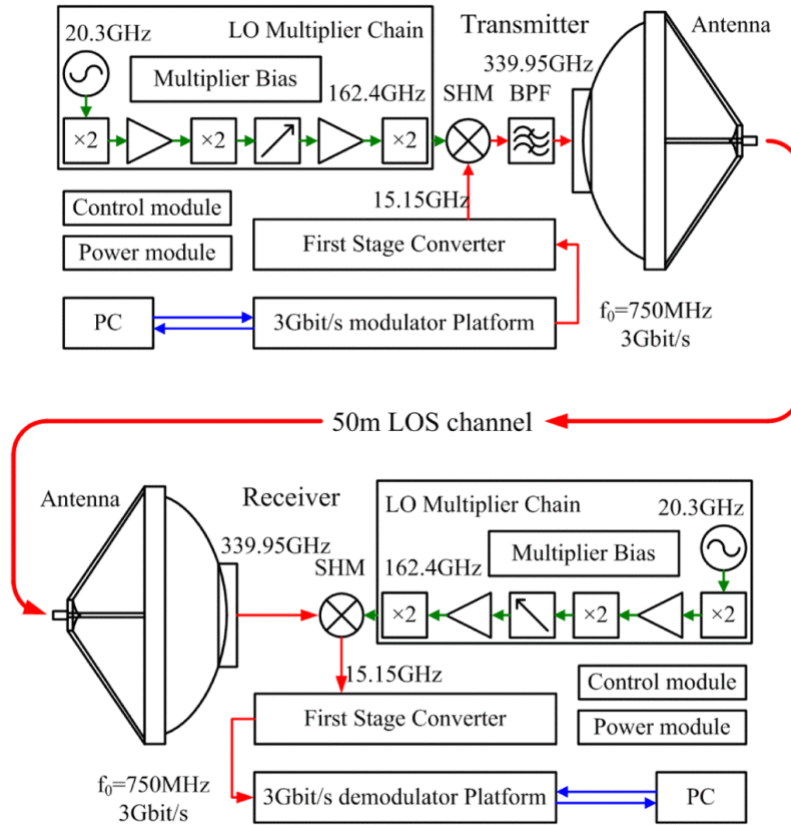 20.3GHz
LO Multiplier Chain
Transmitter
Antenna
Multiplier Bias
339.95GHz
162.4GHz
SHM
BPF
×2
×2
×2
Control module
15.15GHz
First Stage Converter
Power module
PC
3Gbit/s modulator Platform
f₀=750MHz
3Gbit/s
50m LOS channel
Antenna
Receiver
LO Multiplier Chain
20.3GHz
339.95GHz
SHM
162.4GHz
Multiplier Bias
×2
×2
×2
15.15GHz
Control module
First Stage Converter
Power module
f₀=750MHz
3Gbit/s
3Gbit/s demodulator Platform
PC